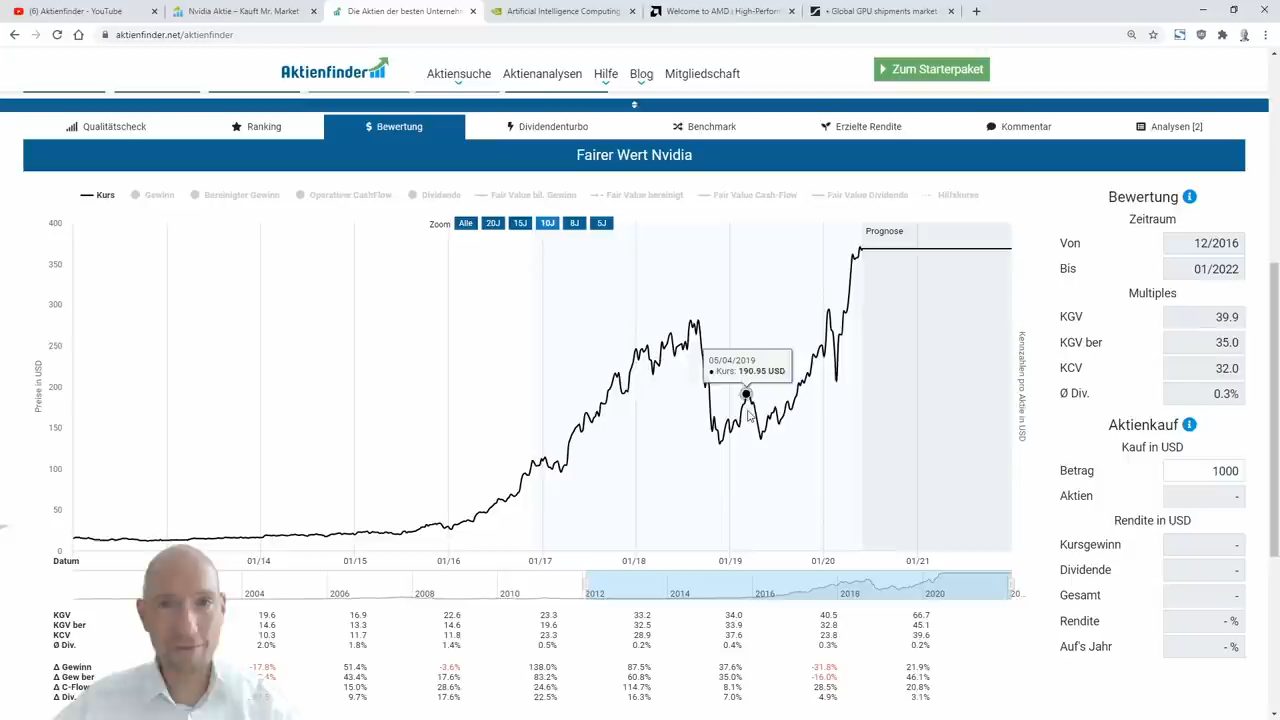 (6) Aktienfinder - YouTube
Nvidia Aktie – Kauft Mr. Market
Die Aktien der besten Unternehm
Artificial Intelligence Computing
Welcome to AMD | High-Perform
Global GPU shipments market
aktienfinder.net/aktienfinder
Aktienfinder
Aktiensuche Aktienanalysen Hilfe Blog Mitgliedschaft
Zum Starterpaket
Qualitätscheck Ranking $ Bewertung Dividendenturbo Benchmark Erzielte Rendite Kommentar Analysen [2]
Fairer Wert Nvidia
Kurs Gewinn Bereinigter Gewinn Operativer CashFlow Dividende Fair Value bil. Gewinn Fair Value bereinigt Fair Value Cash-Flow Fair Value Dividende Hilfskurse
Zoom Alle 20J 15J 10J 8J 5J
Prognose
400
350
300
250
200
150
100
50
0
Preise in USD
Kennzahlen pro Aktie in USD
05/04/2019
Kurs: 190.95 USD
Datum 01/14 01/15 01/16 01/17 01/18 01/19 01/20 01/21
2004 2006 2008 2010 2012 2014 2016 2018 2020 20...
KGV 19.6 16.9 22.6 23.3 33.2 34.0 40.5 66.7
KGV ber 14.6 13.3 14.6 19.6 32.5 33.9 32.8 45.1
KCV 10.3 11.7 11.8 23.3 28.9 37.6 23.8 39.6
Ø Div. 2.0% 1.8% 1.4% 0.5% 0.2% 0.4% 0.3% 0.2%
Δ Gewinn -17.8% 51.4% -3.6% 138.0% 87.5% 37.6% -31.8% 21.9%
Δ Gew ber 43.4% 17.6% 83.2% 60.8% 35.0% -16.0% 46.1%
Δ C-Flow 15.0% 28.6% 24.6% 114.7% 8.1% 28.5% 20.8%
Δ Div. 9.7% 17.6% 22.5% 16.3% 7.0% 4.9% 3.1%
Bewertung
Zeitraum
Von 12/2016
Bis 01/2022
Multiples
KGV 39.9
KGV ber 35.0
KCV 32.0
Ø Div. 0.3%
Aktienkauf
Kauf in USD
Betrag 1000
Aktien -
Rendite in USD
Kursgewinn -
Dividende -
Gesamt -
Rendite - %
Auf's Jahr - %